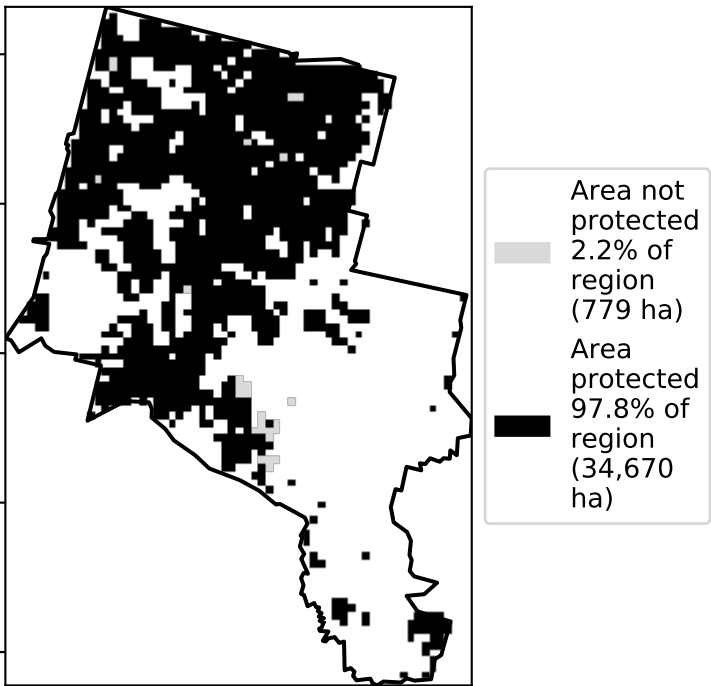 Area not
protected
2.2% of
region
(779 ha)
Area
protected
97.8% of
region
(34,670
ha)